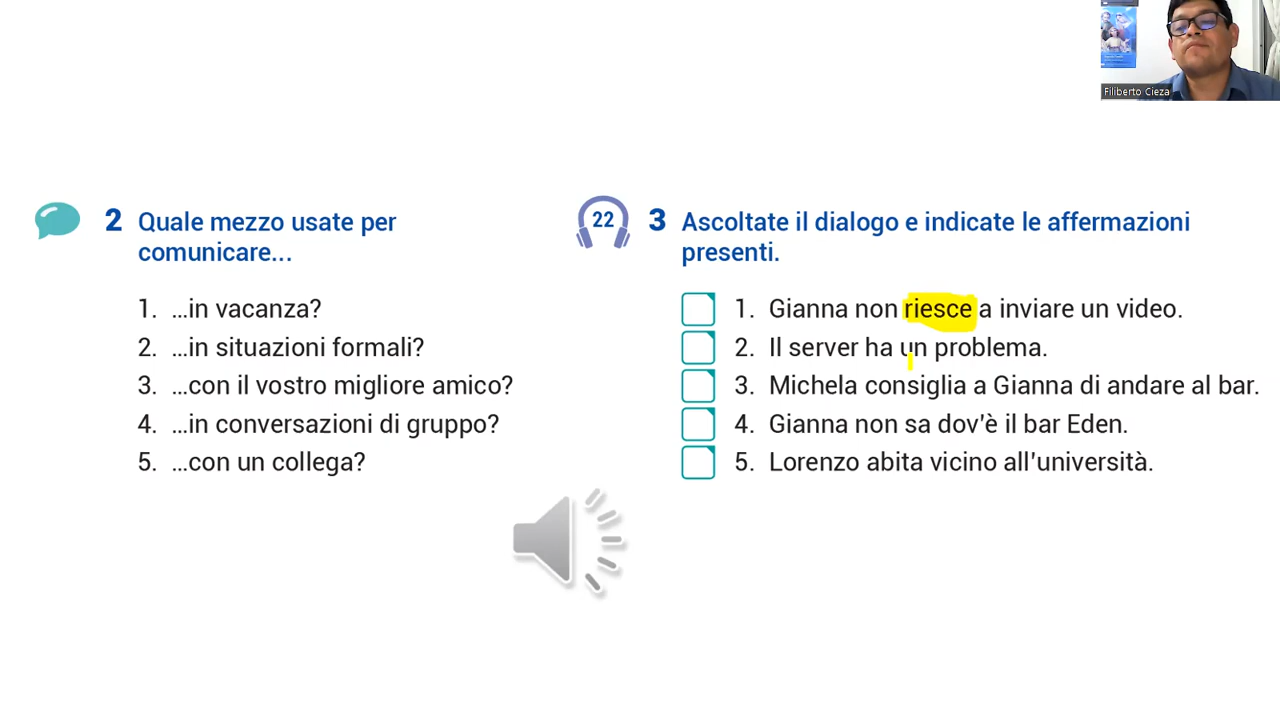 Filiberto Cieza
2 Quale mezzo usate per
comunicare...
1. ...in vacanza?
2. ...in situazioni formali?
3. ...con il vostro migliore amico?
4. ...in conversazioni di gruppo?
5. ...con un collega?
22 3 Ascoltate il dialogo e indicate le affermazioni
presenti.
1. Gianna non riesce a inviare un video.
2. Il server ha un problema.
3. Michela consiglia a Gianna di andare al bar.
4. Gianna non sa dov'è il bar Eden.
5. Lorenzo abita vicino all'università.